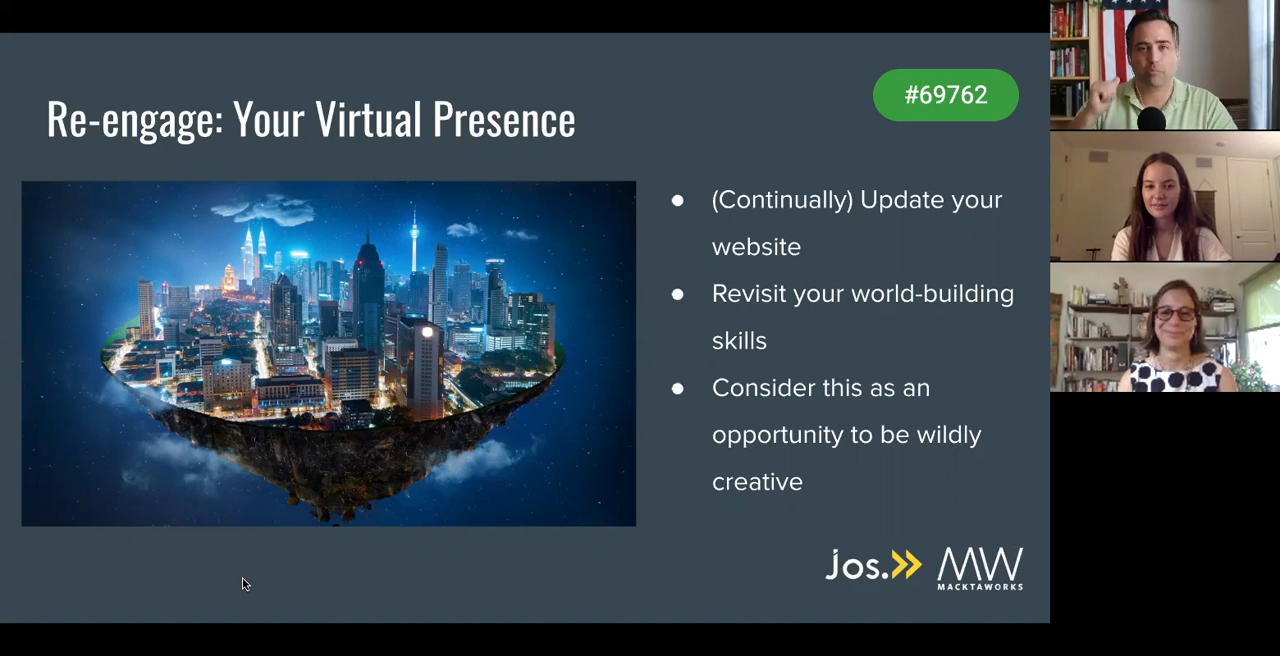 Re-engage: Your Virtual Presence
#69762
● (Continually) Update your
website
● Revisit your world-building
skills
● Consider this as an
opportunity to be wildly
creative
Jos.
MW
MACKTAWORKS